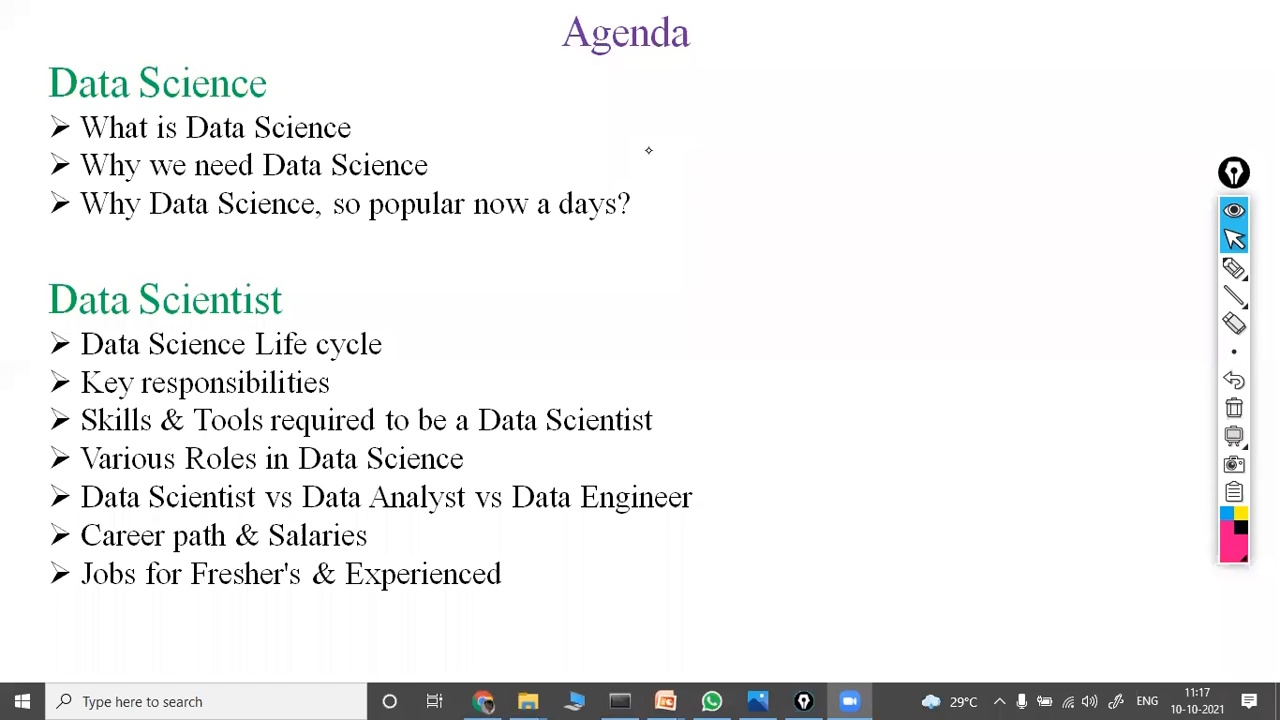 Agenda
Data Science
What is Data Science
Why we need Data Science
Why Data Science, so popular now a days?
Data Scientist
Data Science Life cycle
Key responsibilities
Skills & Tools required to be a Data Scientist
Various Roles in Data Science
Data Scientist vs Data Analyst vs Data Engineer
Career path & Salaries
Jobs for Fresher's & Experienced
Type here to search
29°C
ENG
11:17
10-10-2021